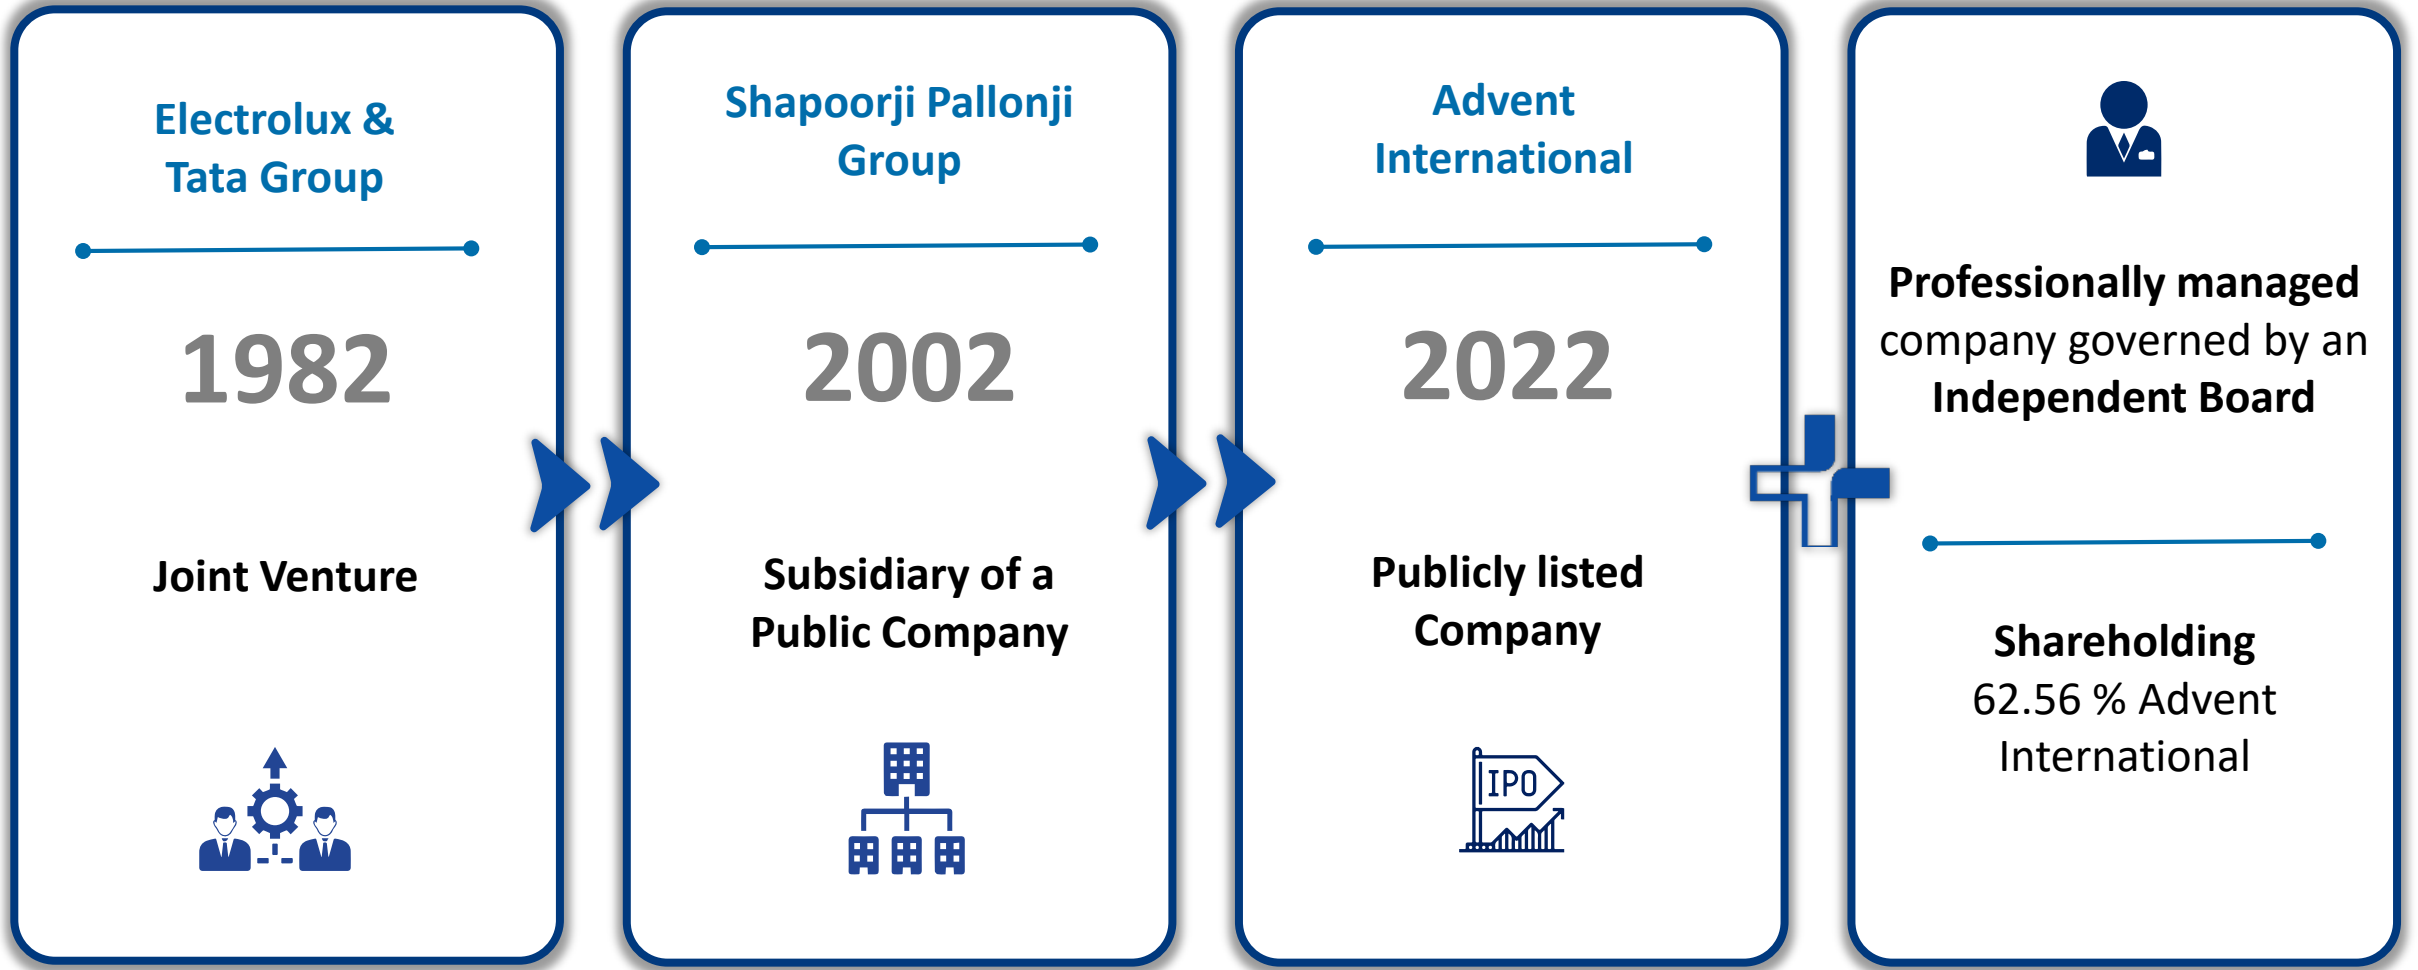 Electrolux &
Tata Group
1982
Joint Venture
Shapoorji Pallonji
Group
2002
Subsidiary of a
Public Company
Advent
International
2022
Publicly listed
Company
IPO
Professionally managed
company governed by an
Independent Board
Shareholding
62.56 % Advent
International